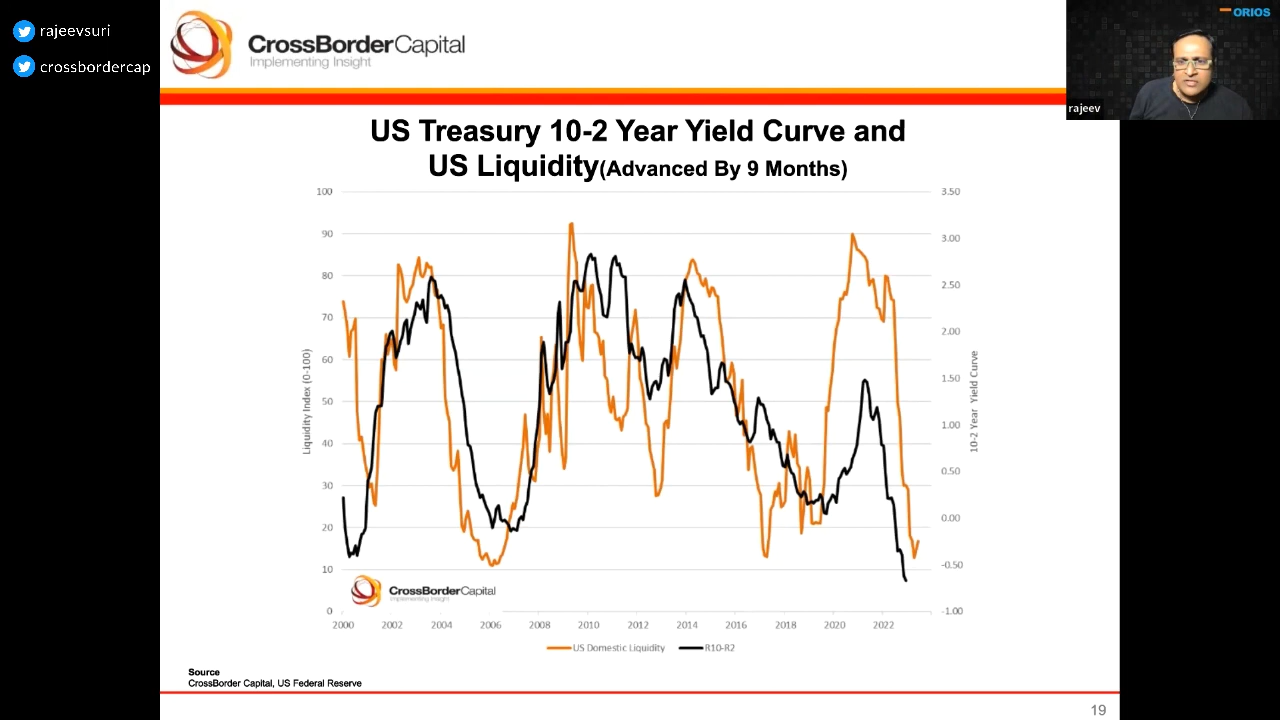 rajeevsuri
crossbordercap
CrossBorderCapital
Implementing Insight
ORIOS
rajeev
US Treasury 10-2 Year Yield Curve and
US Liquidity(Advanced By 9 Months)
100
90
80
70
60
50
40
30
20
10
0
Liquidity Index (0-100)
3.50
3.00
2.50
2.00
1.50
1.00
0.50
0.00
-0.50
-1.00
10-2 Year Yield Curve
CrossBorderCapital
Implementing Insight
2000 2002 2004 2006 2008 2010 2012 2014 2016 2018 2020 2022
US Domestic Liquidity R10-R2
Source
CrossBorder Capital, US Federal Reserve
19